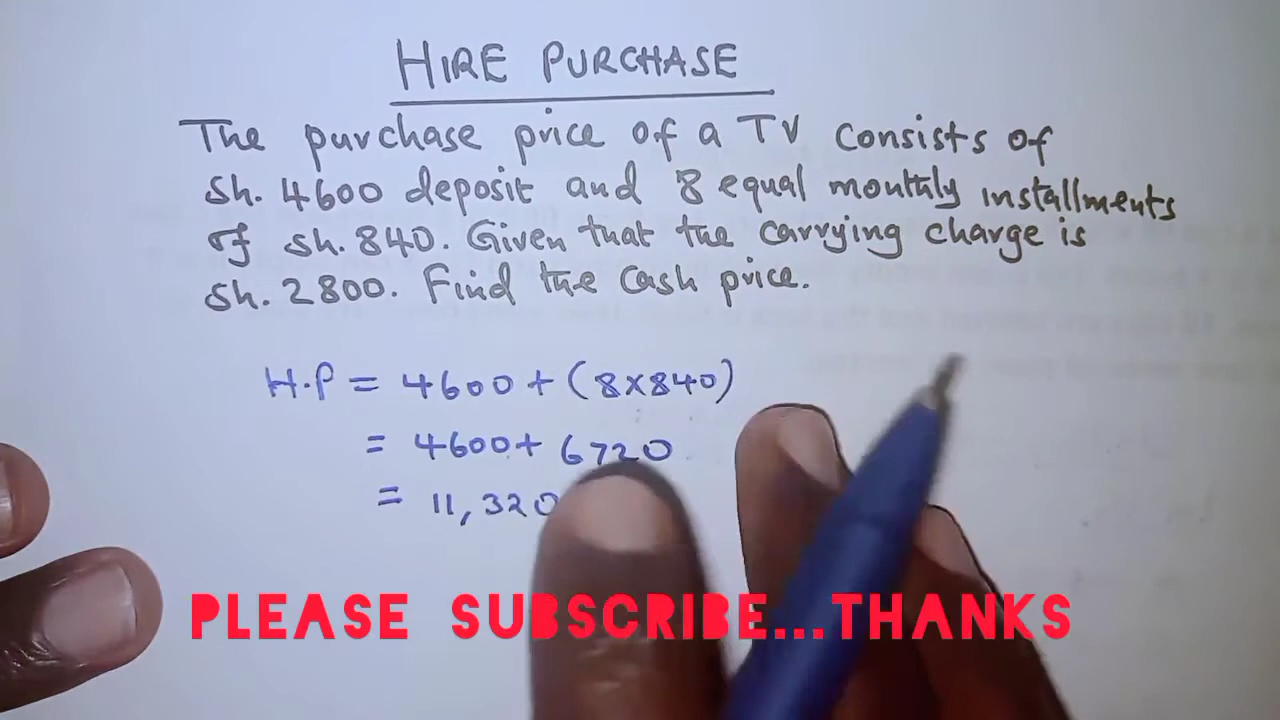 HIRE PURCHASE
The purchase price of a TV consists of
Sh. 4600 deposit and 8 equal monthly installments
of Sh. 840. Given that the carrying charge is
Sh. 2800. Find the cash price.
H.P = 4600 + (8x840)
= 4600 + 6720
= 11,320
PLEASE SUBSCRIBE...THANKS